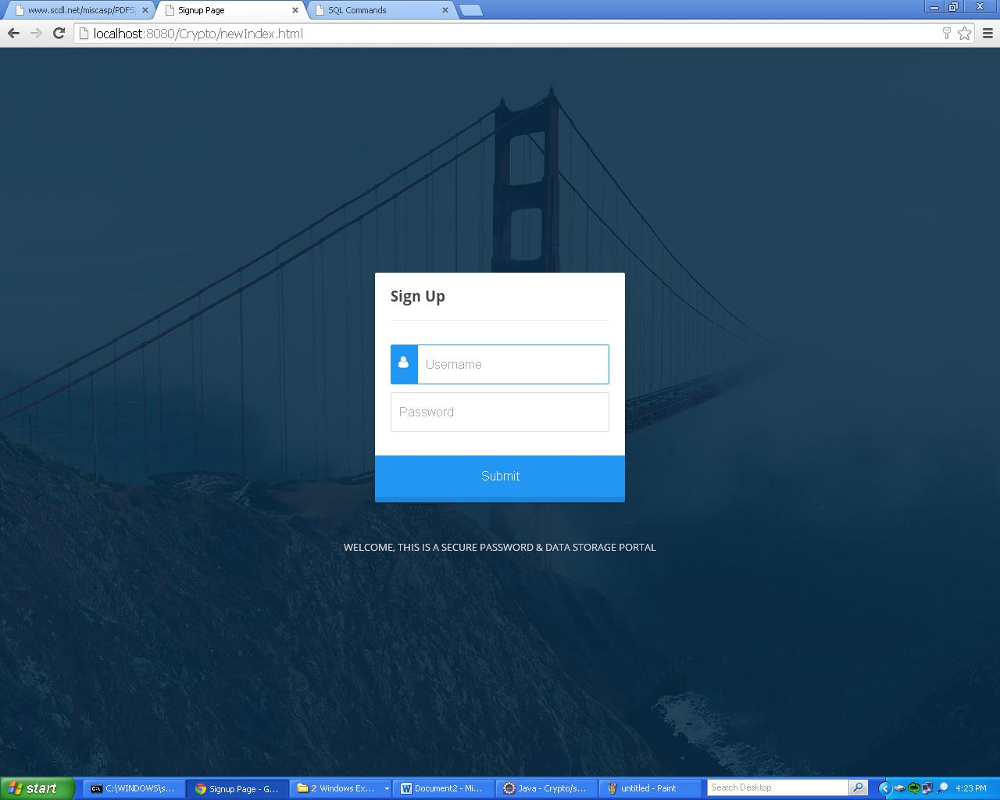 www.scdl.net/miscasp/PDFS
Signup Page
SQL Commands
localhost:8080/Crypto/newIndex.html
Sign Up
Username
Password
Submit
WELCOME, THIS IS A SECURE PASSWORD & DATA STORAGE PORTAL
start
C:\WINDOWS\s...
Signup Page - G...
2 Windows Ex...
Document2 - Mi...
Java - Crypto/s...
untitled - Paint
Search Desktop
4:23 PM